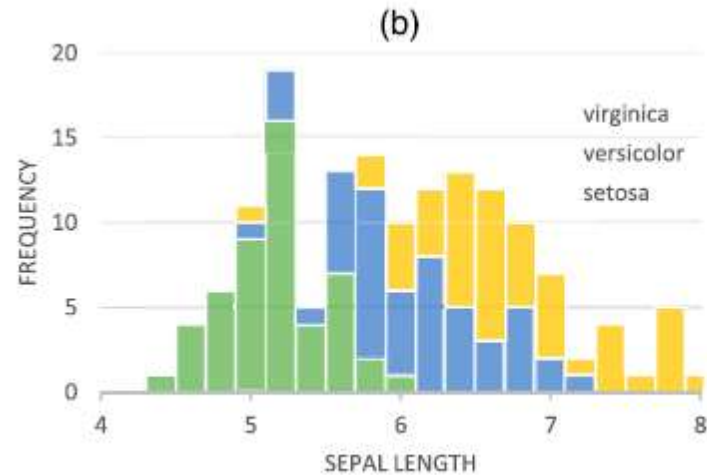 (b)
20
15
10
5
0
FREQUENCY
virginica
versicolor
setosa
4 5 6 7 8
SEPAL LENGTH